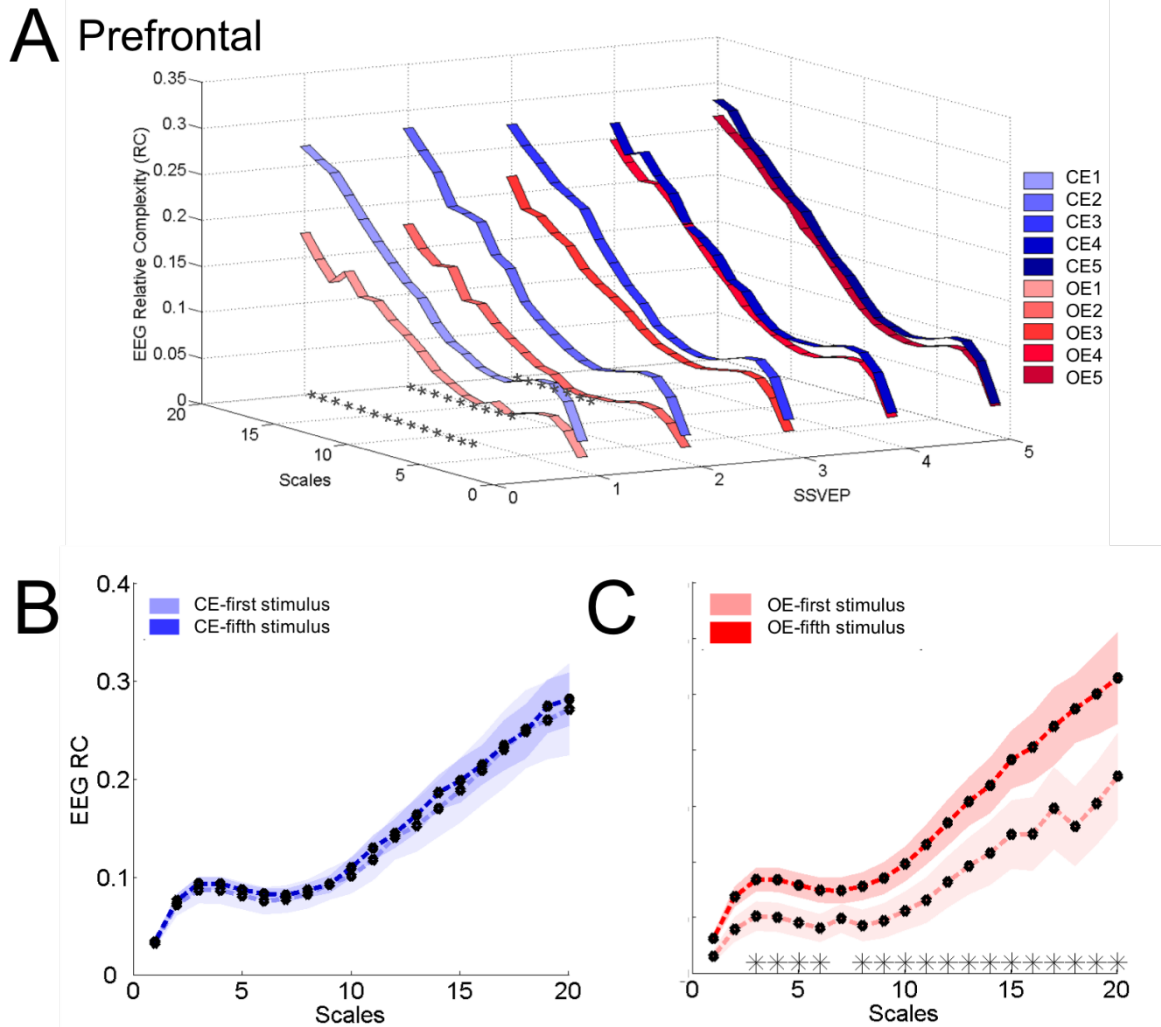 A Prefrontal
EEG Relative Complexity (RC)
0.35
0.3
0.25
0.2
0.15
0.1
0.05
0
20
15
10
5
0
Scales
0
1
2
3
4
5
SSVEP
CE1
CE2
CE3
CE4
CE5
OE1
OE2
OE3
OE4
OE5
B
EEG RC
0.4
0.3
0.2
0.1
0
CE-first stimulus
CE-fifth stimulus
0
5
10
15
20
Scales
C
OE-first stimulus
OE-fifth stimulus
0
5
10
15
20
Scales